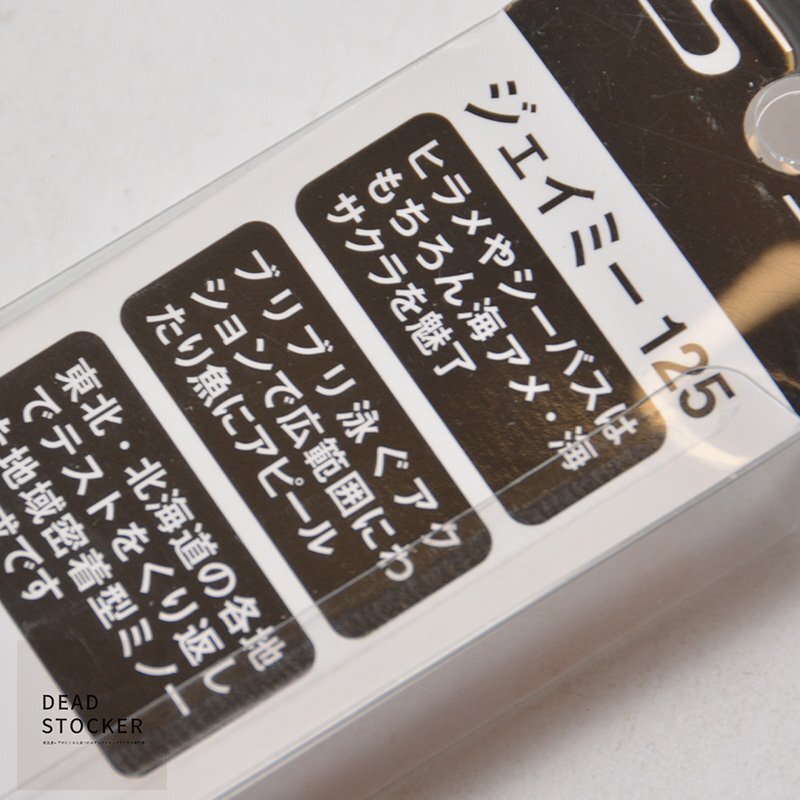 ジェイミー125
ヒラメやシーバスは
もちろん海アメ・海
サクラを魅了
ブリブリ泳ぐアク
ションで広範囲にわ
たり魚にアピール
東北・北海道の各地
でテストをくり返し
地域密着型ミノー
です
DEAD
STOCKER